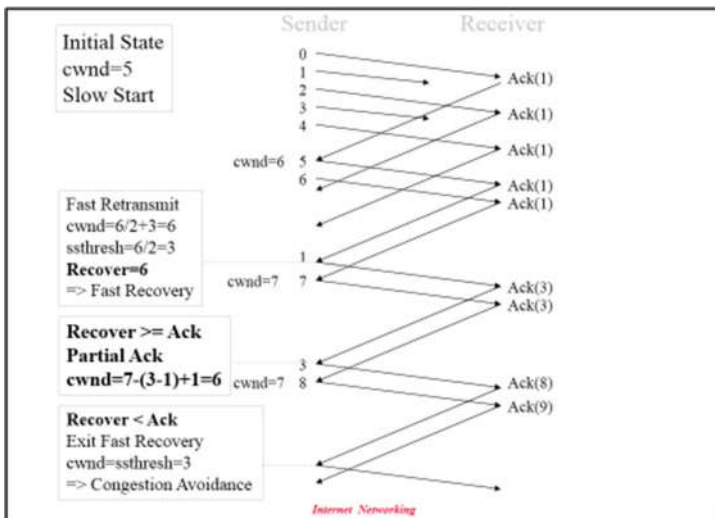 Sender Receiver
Initial State
cwnd=5
Slow Start
0
1
2
3
4
Ack(1)
Ack(1)
Ack(1)
cwnd=6 5
6
Ack(1)
Ack(1)
Fast Retransmit
cwnd=6/2+3=6
ssthresh=6/2=3
Recover=6
=> Fast Recovery
1
cwnd=7 7
Ack(3)
Ack(3)
Recover >= Ack
Partial Ack
cwnd=7-(3-1)+1=6
3
cwnd=7 8
Ack(8)
Ack(9)
Recover < Ack
Exit Fast Recovery
cwnd=ssthresh=3
=> Congestion Avoidance
Internet Networking